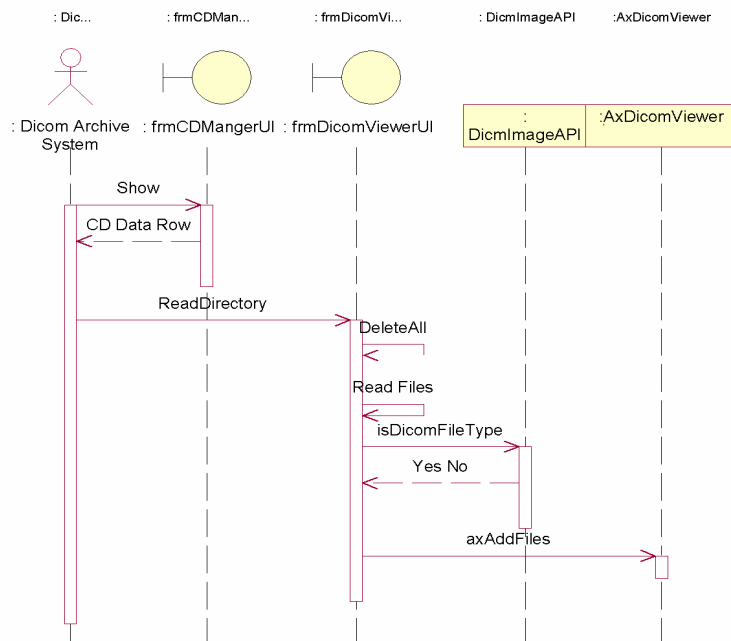 : Dic...
: frmCDMan...
: frmDicomVi...
: DicmImageAPI
:AxDicomViewer
: Dicom Archive
System
: frmCDMangerUI
: frmDicomViewerUI
:
DicmImageAPI
:AxDicomViewer
Show
CD Data Row
ReadDirectory
DeleteAll
Read Files
isDicomFileType
Yes No
axAddFiles